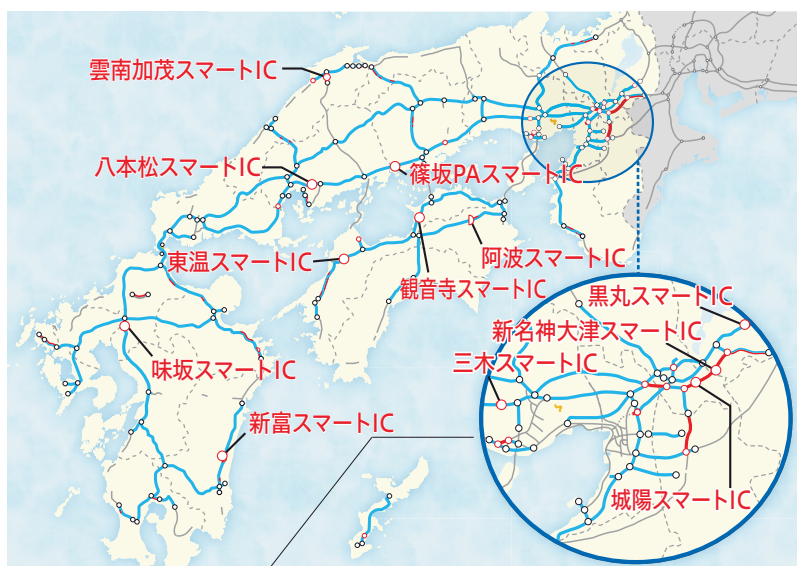 雲南加茂スマートIC
八本松スマートIC
篠坂PAスマートIC
東温スマートIC
阿波スマートIC
観音寺スマートIC
黒丸スマートIC
新名神大津スマートIC
三木スマートIC
味坂スマートIC
新富スマートIC
城陽スマートIC